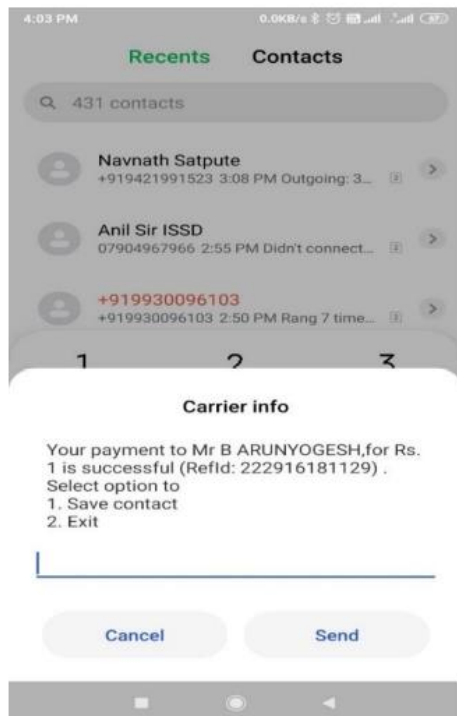 4:03 PM 0.0KB/s
Recents Contacts
431 contacts
Navnath Satpute
+919421991523 3:08 PM Outgoing: 3...
Anil Sir ISSD
07904967966 2:55 PM Didn't connect...
+919930096103
+919930096103 2:50 PM Rang 7 time...
1 2 3
Carrier info
Your payment to Mr B ARUNYOGESH,for Rs.
1 is successful (RefId: 222916181129) .
Select option to
1. Save contact
2. Exit
Cancel Send